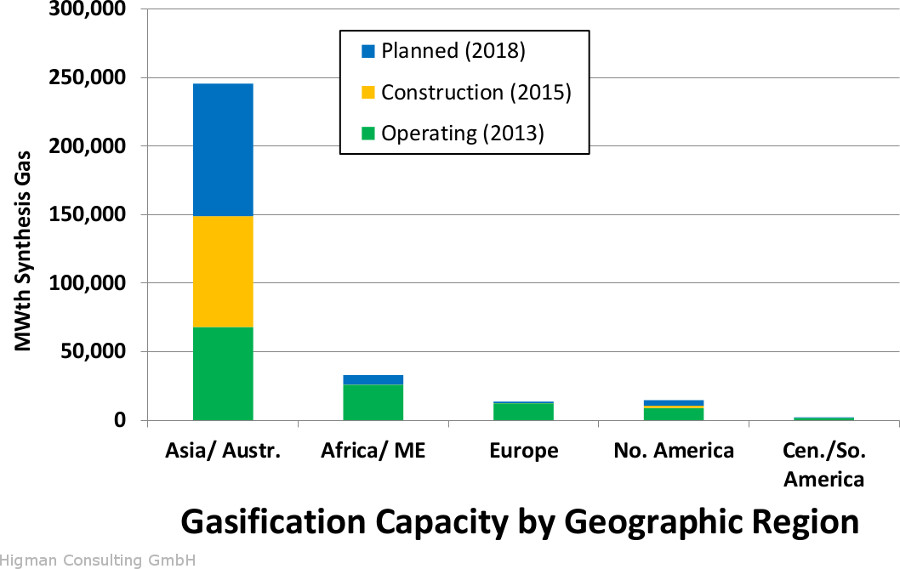 300,000
250,000
200,000
150,000
100,000
50,000
0
MWth Synthesis Gas
Planned (2018)
Construction (2015)
Operating (2013)
Asia/ Austr.
Africa/ ME
Europe
No. America
Cen./So.
America
Gasification Capacity by Geographic Region
Higman Consulting GmbH